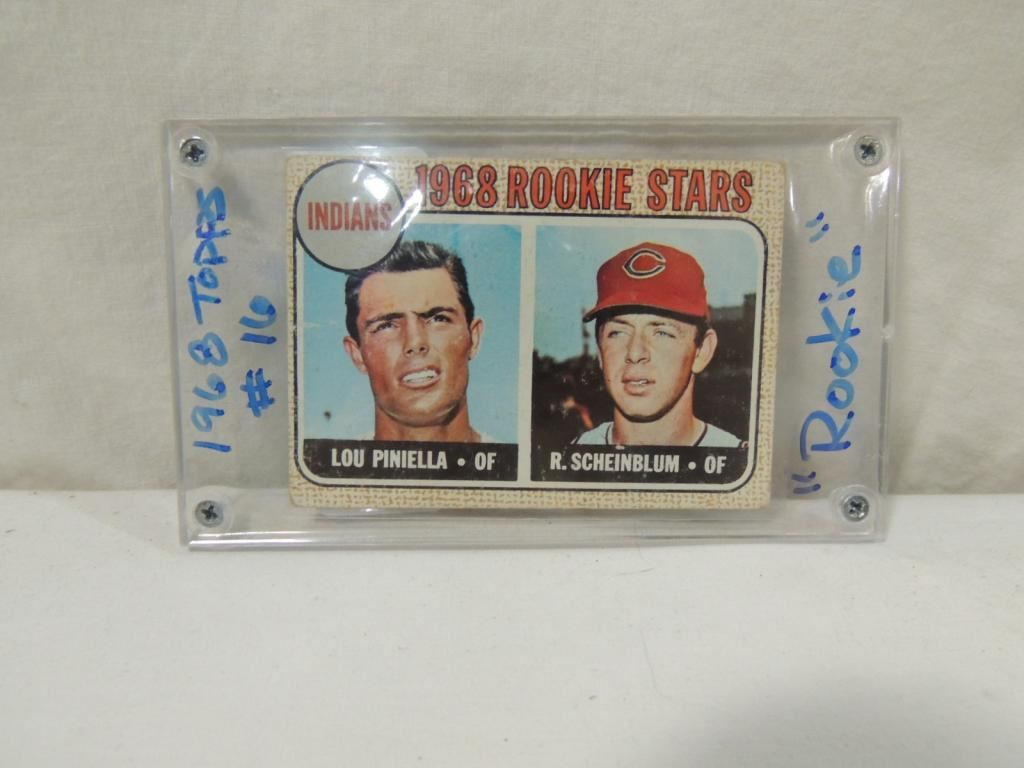 1968 TOPPS
#16
INDIANS
1968 ROOKIE STARS
C
LOU PINIELLA • OF
R. SCHEINBLUM • OF
"Rookie"